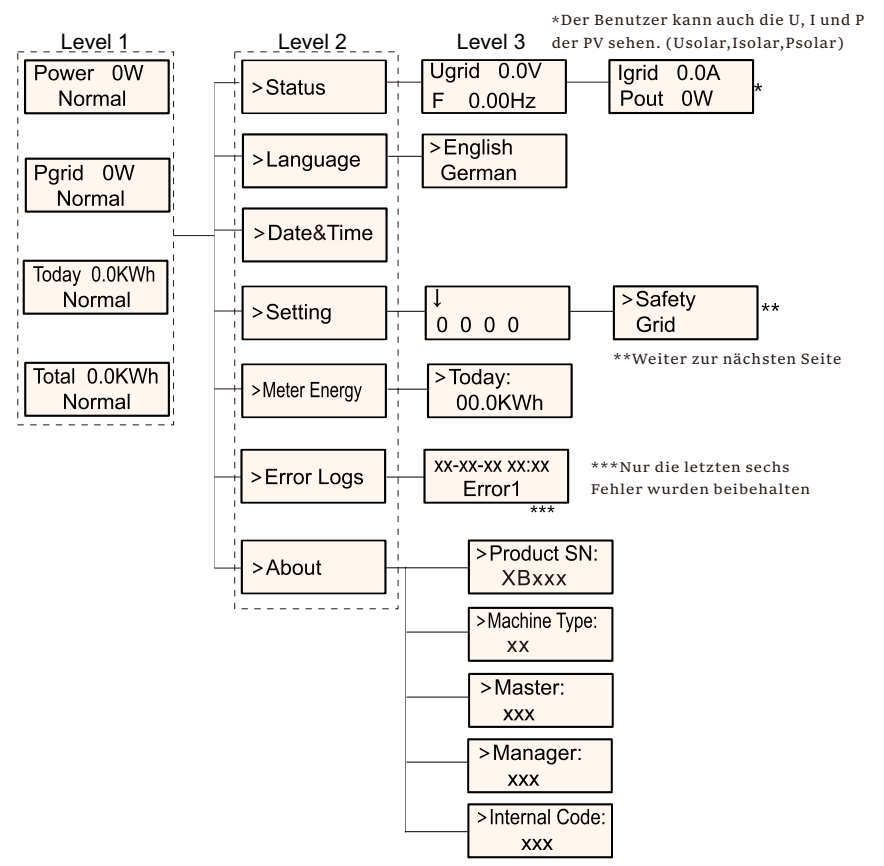 *Der Benutzer kann auch die U, I und P
der PV sehen. (Usolar,Isolar,Psolar)
Level 1
Level 2
Level 3
Power 0W
Normal
Pgrid 0W
Normal
Today 0.0KWh
Normal
Total 0.0KWh
Normal
>Status
Ugrid 0.0V
F 0.00Hz
Igrid 0.0A
Pout 0W
*
>Language
>English
German
>Date&Time
>Setting
↓
0 0 0 0
>Safety
Grid
**
**Weiter zur nächsten Seite
>Meter Energy
>Today:
00.0KWh
>Error Logs
xx-xx-xx xx:xx
Error1
***
***Nur die letzten sechs
Fehler wurden beibehalten
>About
>Product SN:
XBxxx
>Machine Type:
xx
>Master:
xxx
>Manager:
xxx
>Internal Code:
xxx